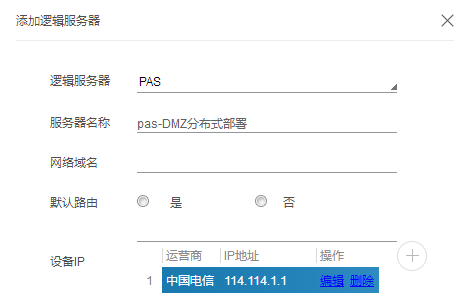 添加逻辑服务器
逻辑服务器 PAS
服务器名称 pas-DMZ分布式部署
网络域名
默认路由 是 否
设备IP 运营商 IP地址 操作
1 中国电信 114.114.1.1 编辑 删除